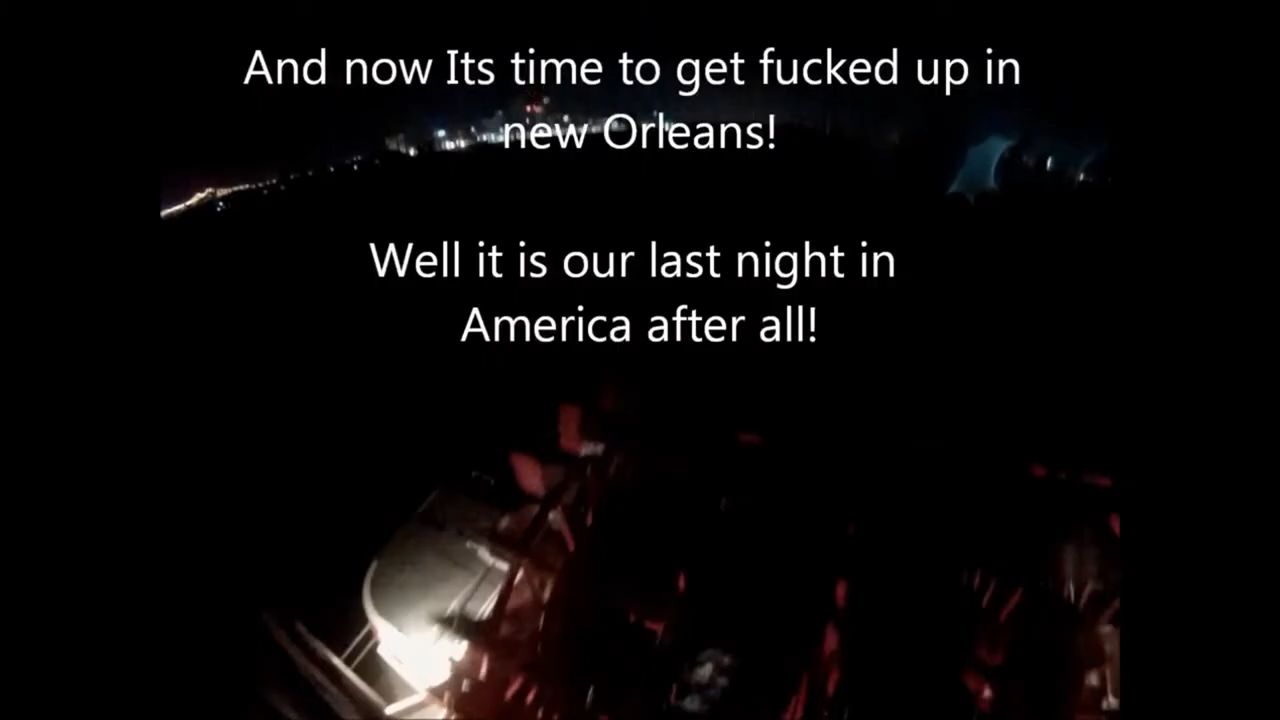 And now Its time to get fucked up in
new Orleans!
Well it is our last night in
America after all!